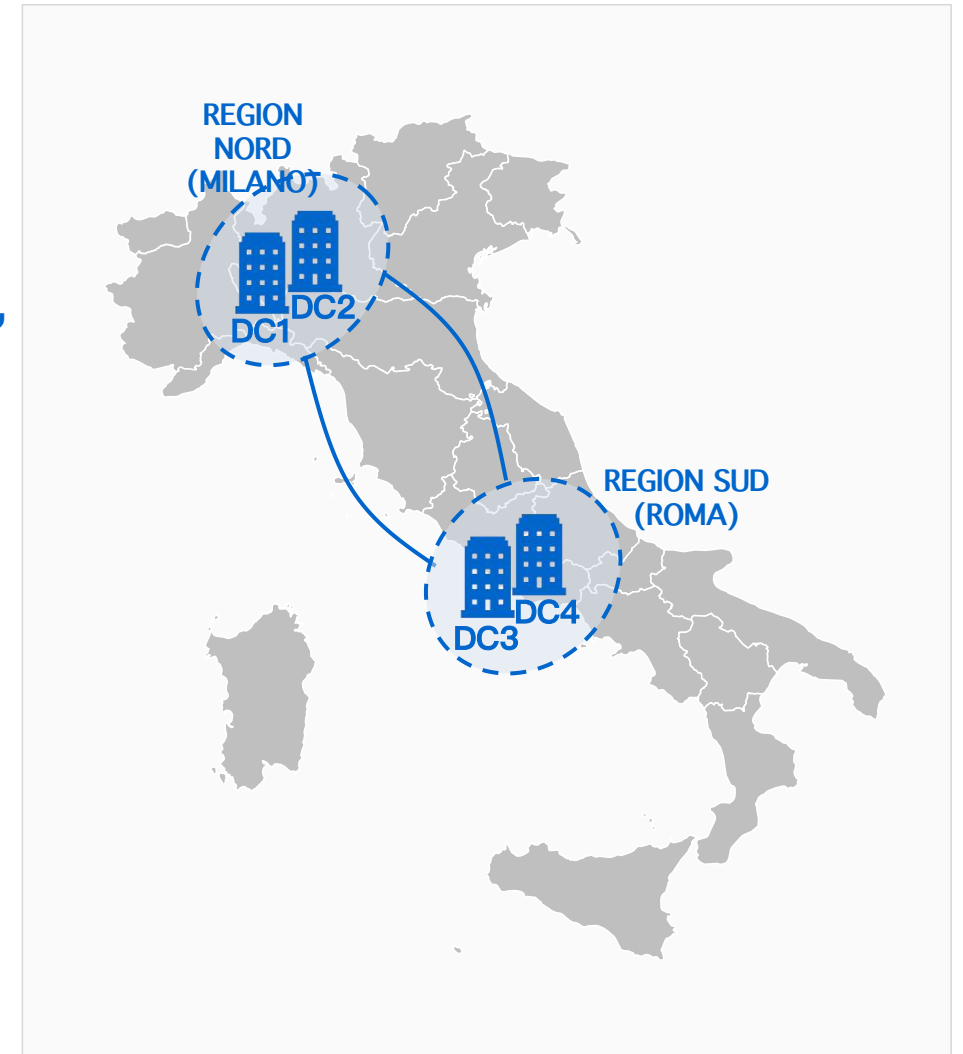 REGION
NORD
(MILANO)
DC2
DC1
REGION SUD
(ROMA)
DC4
DC3